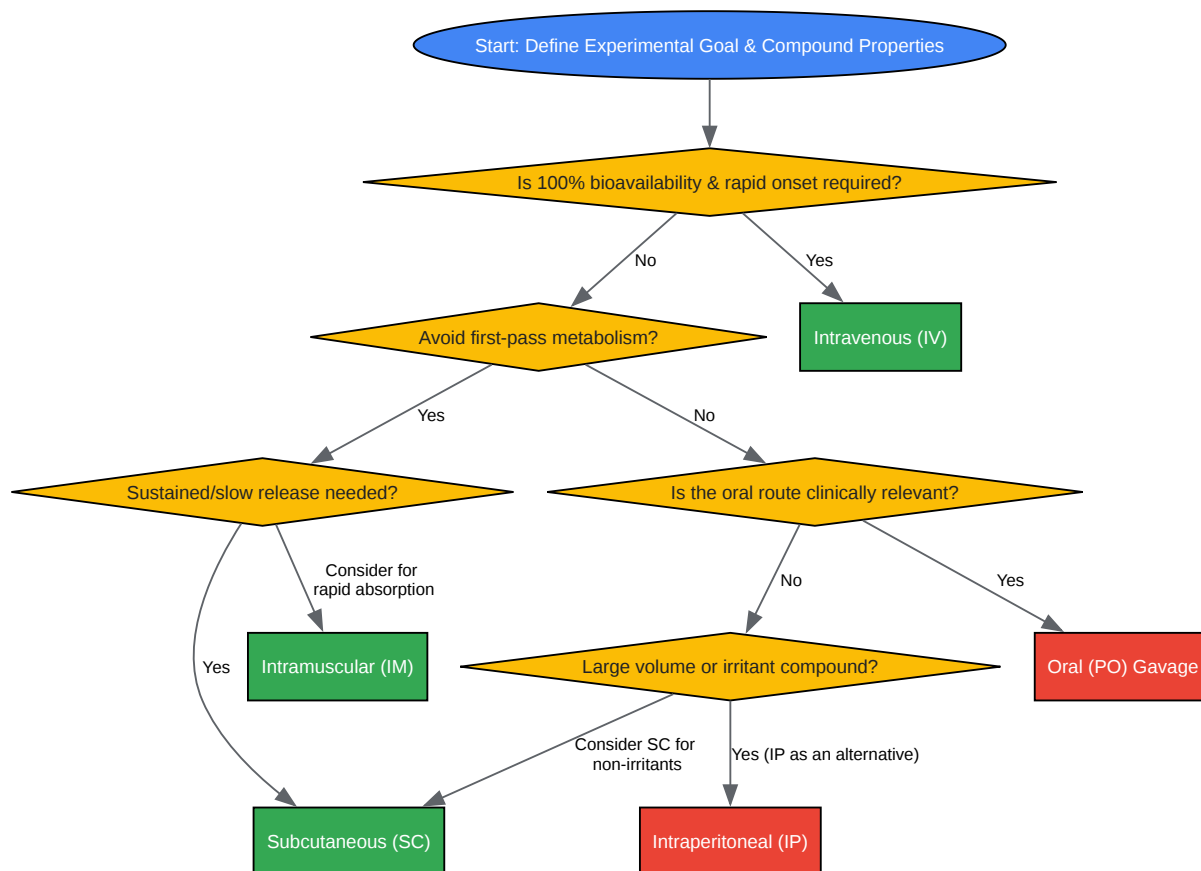 Start: Define Experimental Goal & Compound Properties
Is 100% bioavailability & rapid onset required?
No
Yes
Avoid first-pass metabolism?
Intravenous (IV)
Yes
No
Sustained/slow release needed?
Is the oral route clinically relevant?
Consider for
rapid absorption
No
Yes
Yes
Intramuscular (IM)
Large volume or irritant compound?
Oral (PO) Gavage
Consider SC for
non-irritants
Yes (IP as an alternative)
Subcutaneous (SC)
Intraperitoneal (IP)